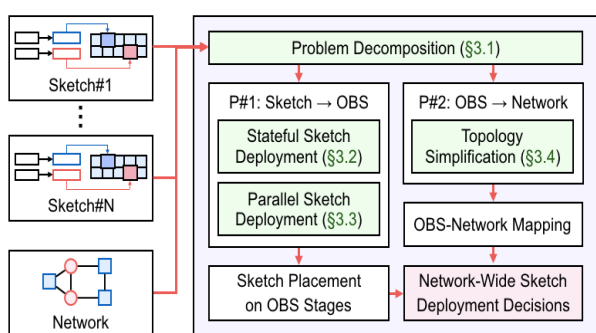 Sketch#1
Sketch#N
Network
Problem Decomposition (§3.1)
P#1: Sketch → OBS
Stateful Sketch
Deployment (§3.2)
Parallel Sketch
Deployment (§3.3)
Sketch Placement
on OBS Stages
P#2: OBS → Network
Topology
Simplification (§3.4)
OBS-Network Mapping
Network-Wide Sketch
Deployment Decisions